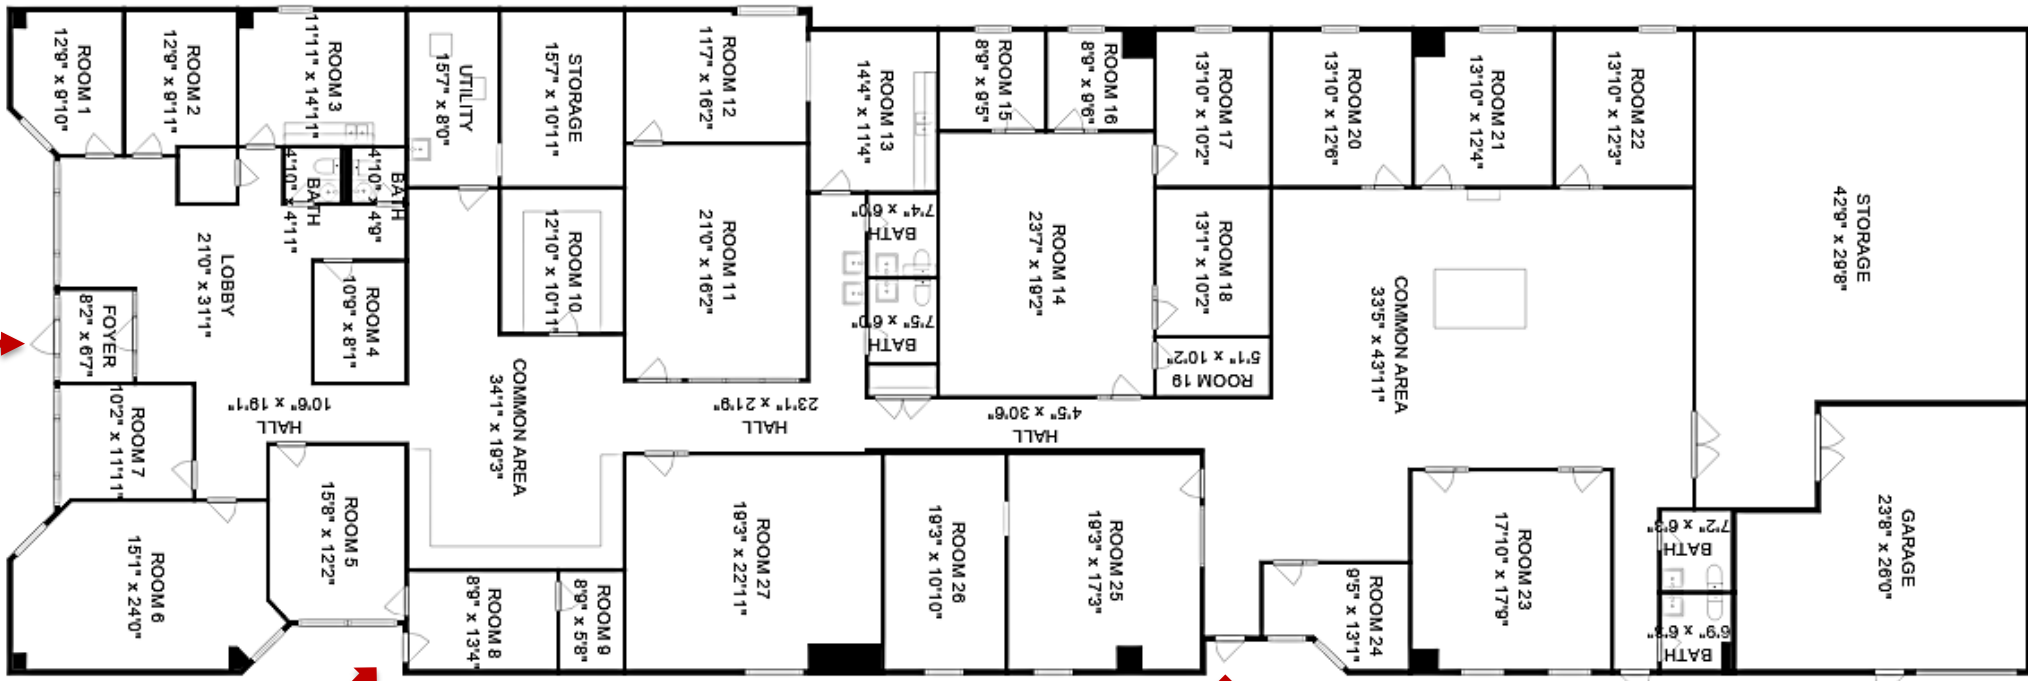 ROOM 1
12'9" x 9'10"
ROOM 2
12'9" x 9'11"
ROOM 3
11'11" x 14'11"
UTILITY
15'7" x 8'0"
STORAGE
15'7" x 10'11"
ROOM 12
11'7" x 16'2"
ROOM 13
14'4" x 11'4"
ROOM 15
8'9" x 9'5"
ROOM 16
8'9" x 9'6"
ROOM 17
13'10" x 10'2"
ROOM 20
13'10" x 12'6"
ROOM 21
13'10" x 12'4"
ROOM 22
13'10" x 12'3"
STORAGE
42'9" x 29'8"
BATH
4'10" x 4'11"
BATH
4'10" x 4'9"
LOBBY
21'0" x 31'1"
FOYER
8'2" x 6'7"
ROOM 4
10'9" x 8'1"
ROOM 10
12'10" x 10'11"
ROOM 11
21'0" x 16'2"
BATH
7'4" x 6'0"
BATH
7'5" x 6'0"
ROOM 14
23'7" x 19'2"
ROOM 18
13'1" x 10'2"
ROOM 19
5'1" x 10'2"
COMMON AREA
33'5" x 43'11"
COMMON AREA
34'1" x 19'3"
HALL
10'6" x 19'1"
HALL
23'1" x 21'9"
HALL
4'5" x 30'6"
ROOM 7
10'2" x 11'11"
ROOM 6
15'1" x 24'0"
ROOM 5
15'8" x 12'2"
ROOM 8
8'9" x 13'4"
ROOM 9
8'9" x 5'8"
ROOM 27
19'3" x 22'11"
ROOM 26
19'3" x 10'10"
ROOM 25
19'3" x 17'3"
ROOM 24
9'5" x 13'1"
ROOM 23
17'10" x 17'9"
BATH
7'2" x 6'3"
BATH
6'9" x 6'3"
GARAGE
23'8" x 26'0"